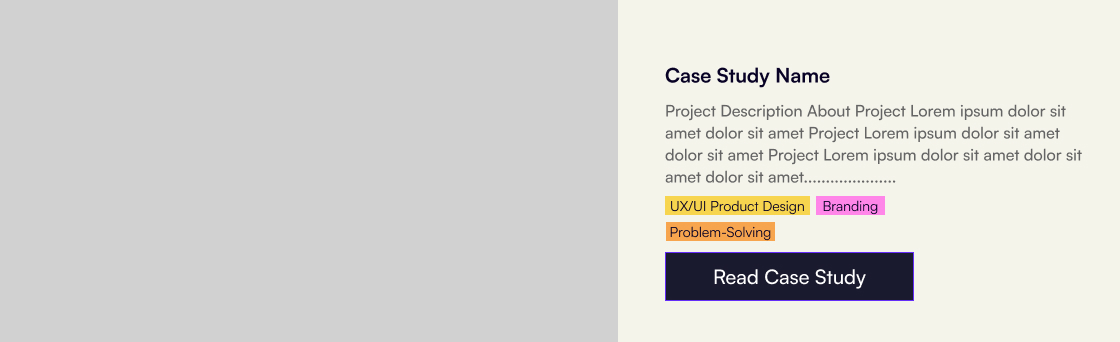 Case Study Name
Project Description About Project Lorem ipsum dolor sit
amet dolor sit amet Project Lorem ipsum dolor sit amet
dolor sit amet Project Lorem ipsum dolor sit amet dolor sit
amet dolor sit amet.....................
UX/UI Product Design Branding
Problem-Solving
Read Case Study